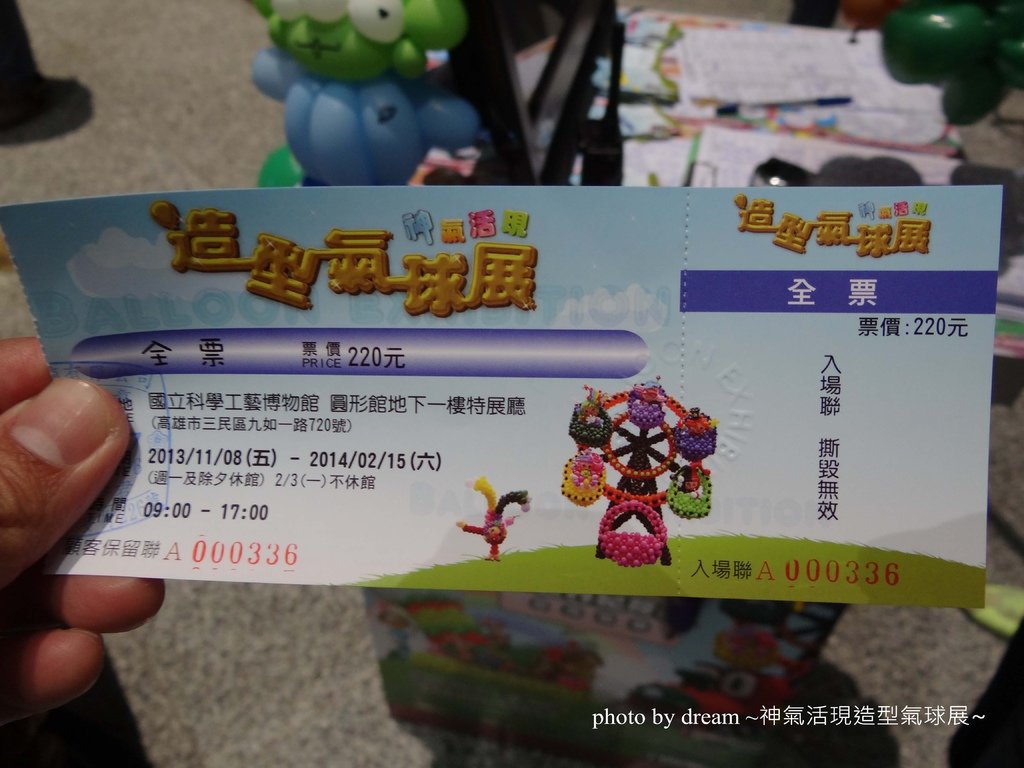 神氣活現
造型氣球展
BALLOON EXHIBITION
全票 票價 PRICE 220元
國立科學工藝博物館 圓形館地下一樓特展廳
(高雄市三民區九如一路720號)
2013/11/08(五) - 2014/02/15(六)
(週一及除夕休館) 2/3(一)不休館
09:00 - 17:00
顧客保留聯 A 000336
神氣活現
造型氣球展
全票
票價:220元
入場聯 撕毀無效
入場聯 A 000336
photo by dream ~神氣活現造型氣球展~